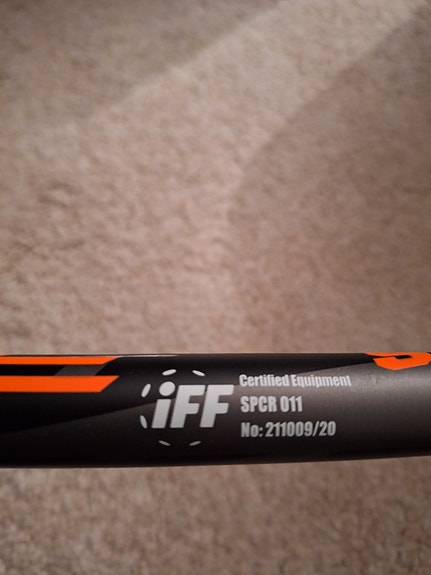 iFF
Certified Equipment
SPCR 011
No: 211009/20